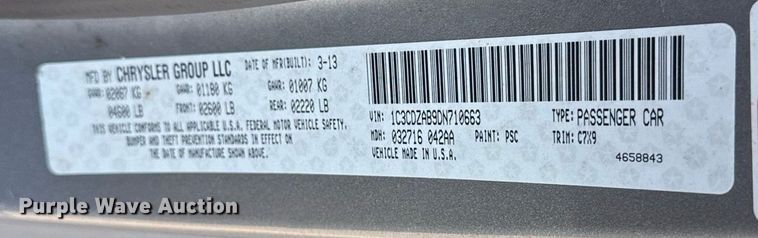 MFD BY CHRYSLER GROUP LLC DATE OF MFR(BUILT): 3-13
GVWR: 02087 KG GAWR: 01180 KG GAWR: 01007 KG
04600 LB FRONT: 02600 LB REAR: 02220 LB
THIS VEHICLE CONFORMS TO ALL APPLICABLE U.S.A. FEDERAL MOTOR VEHICLE SAFETY,
BUMPER AND THEFT PREVENTION STANDARDS IN EFFECT ON
THE DATE OF MANUFACTURE SHOWN ABOVE.
VIN: 1C3CDZAB9DN710663 TYPE: PASSENGER CAR
MDH: 032716 042AA PAINT: PSC TRIM: C7X9
VEHICLE MADE IN U.S.A. 4658843
Purple Wave Auction